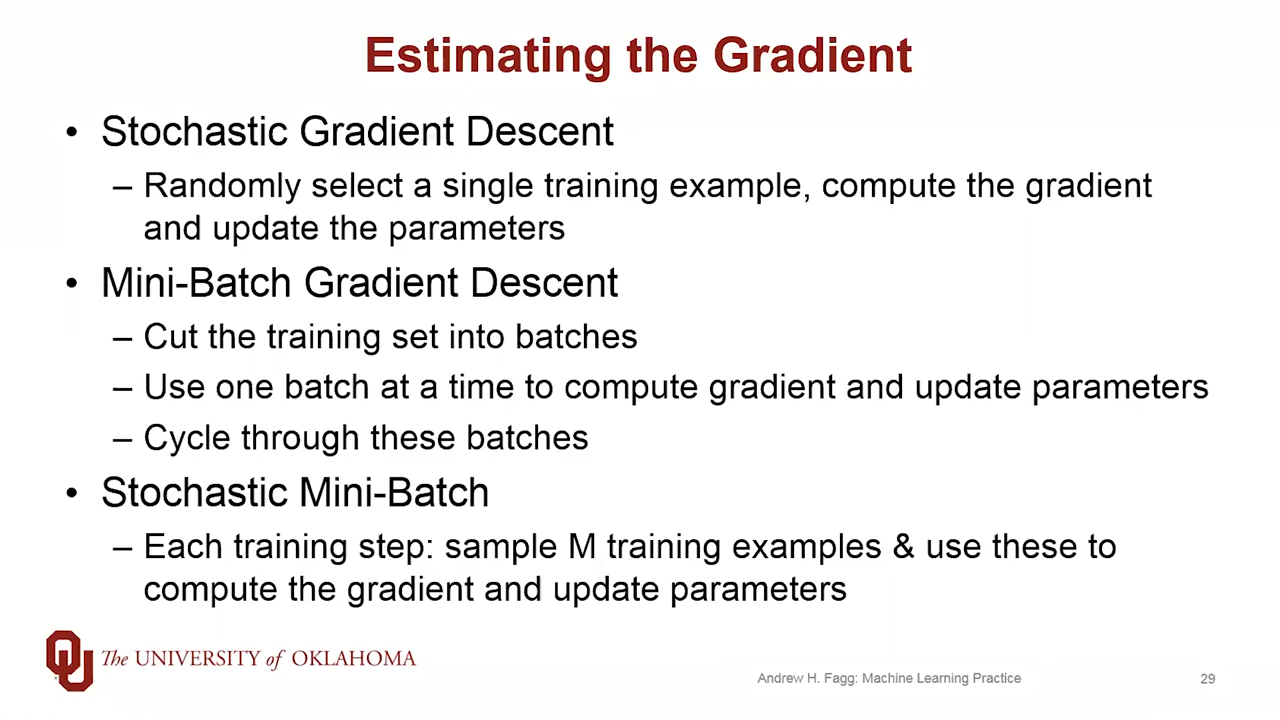 Estimating the Gradient
• Stochastic Gradient Descent
– Randomly select a single training example, compute the gradient
and update the parameters
• Mini-Batch Gradient Descent
– Cut the training set into batches
– Use one batch at a time to compute gradient and update parameters
– Cycle through these batches
• Stochastic Mini-Batch
– Each training step: sample M training examples & use these to
compute the gradient and update parameters
The UNIVERSITY of OKLAHOMA
Andrew H. Fagg: Machine Learning Practice
29